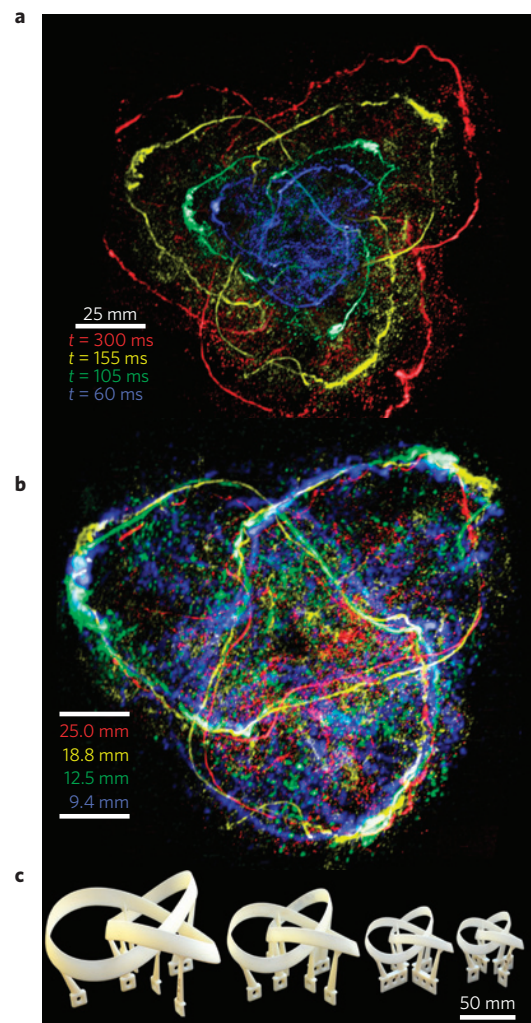 a
25 mm
t = 300 ms
t = 155 ms
t = 105 ms
t = 60 ms
b
25.0 mm
18.8 mm
12.5 mm
9.4 mm
c
50 mm